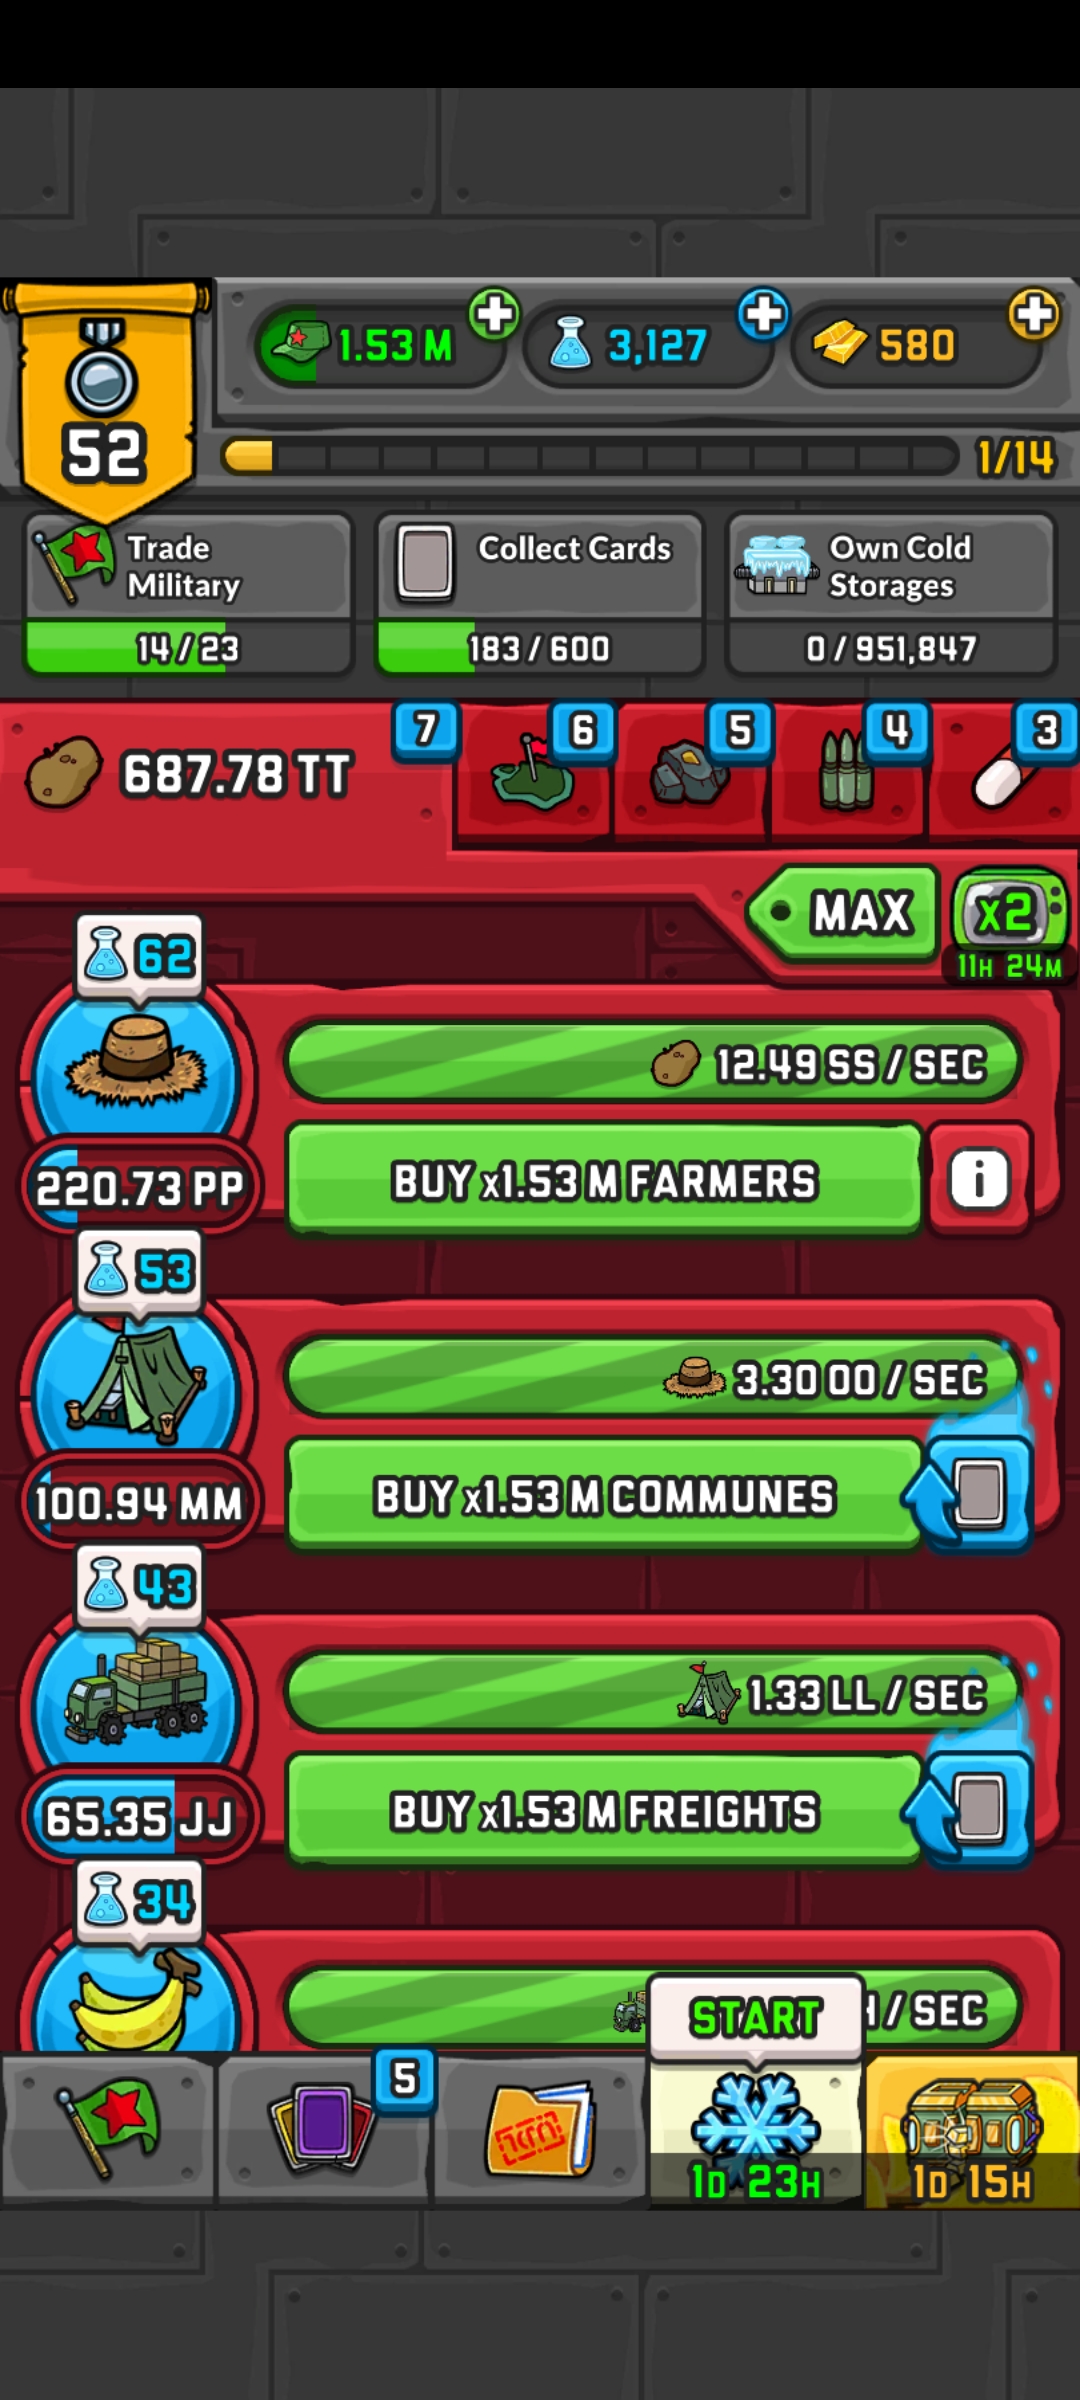 1.53 M
3,127
580
52
1/14
Trade
Military
14 / 23
Collect Cards
183 / 600
Own Cold
Storages
0 / 951,847
687.78 TT
7
6
5
4
3
MAX
x2
11H 24M
62
12.49 SS / SEC
220.73 PP
BUY x1.53 M FARMERS
i
53
3.30 OO / SEC
100.94 MM
BUY x1.53 M COMMUNES
43
1.33 LL / SEC
65.35 JJ
BUY x1.53 M FREIGHTS
34
/ SEC
START
5
1D 23H
1D 15H